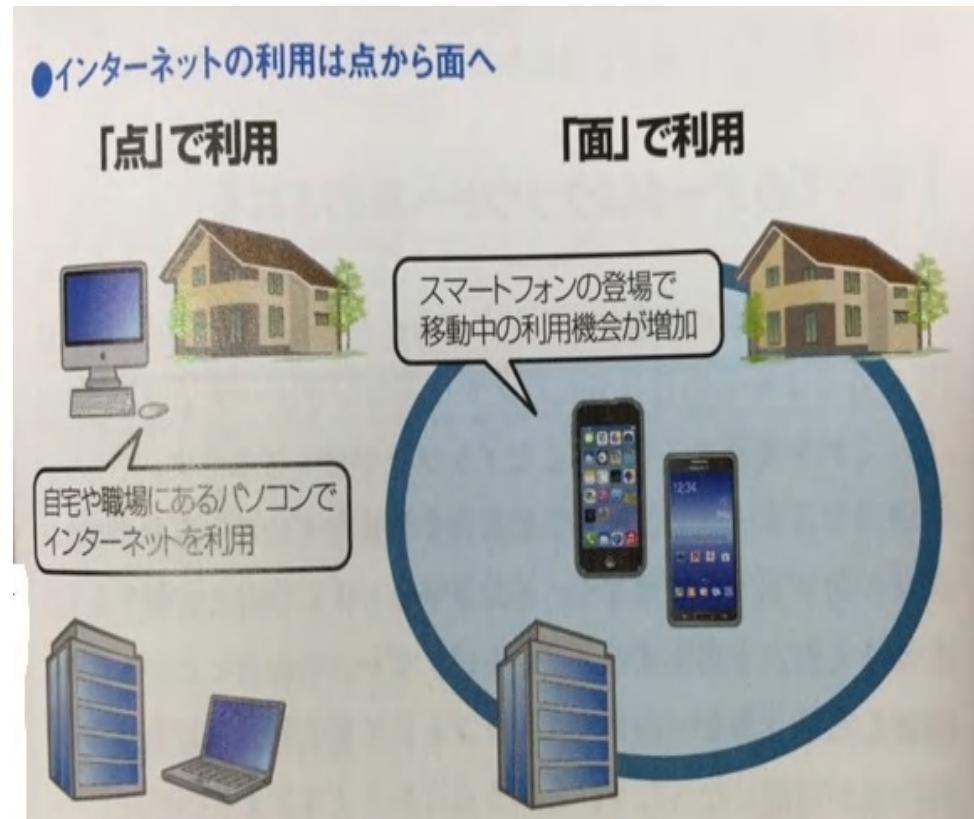 ●インターネットの利用は点から面へ
「点」で利用
「面」で利用
スマートフォンの登場で
移動中の利用機会が増加
12:34
自宅や職場にあるパソコンで
インターネットを利用